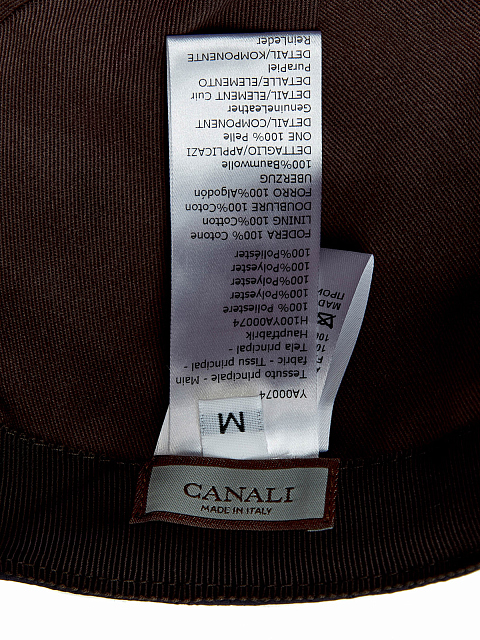 YA00074
Tessuto principale - Main
fabric - Tissu principal -
Tela principal -
Hauptfabrik
H100YA00074
100% Poliestere
100%Polyester
100%Polyester
100%Polyester
100%Poliéster
FODERA 100% Cotone
LINING 100%Cotton
DOUBLURE 100%Coton
FORRO 100%Algodón
UBERZUG
100%Baumwolle
DETTAGLIO/APPLICAZI
ONE 100% Pelle
DETAIL/COMPONENT
GenuineLeather
DETAIL/ELEMENT Cuir
DETALLE/ELEMENTO
PuraPiel
DETAIL/KOMPONENTE
ReinLeder
M
CANALI
MADE IN ITALY